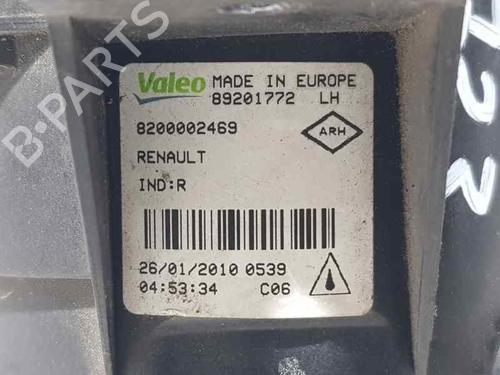 Valeo MADE IN EUROPE
89201772 LH
8200002469
ARH
RENAULT
IND:R
26/01/2010 0539
04:53:34 C06
B-PARTS